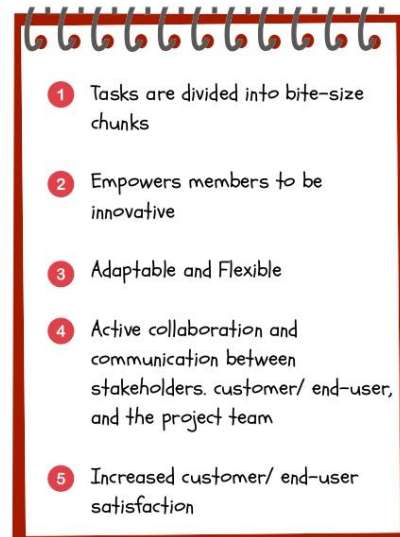 1 Tasks are divided into bite-size
chunks
2 Empowers members to be
innovative
3 Adaptable and Flexible
4 Active collaboration and
communication between
stakeholders. customer/ end-user,
and the project team
5 Increased customer/ end-user
satisfaction